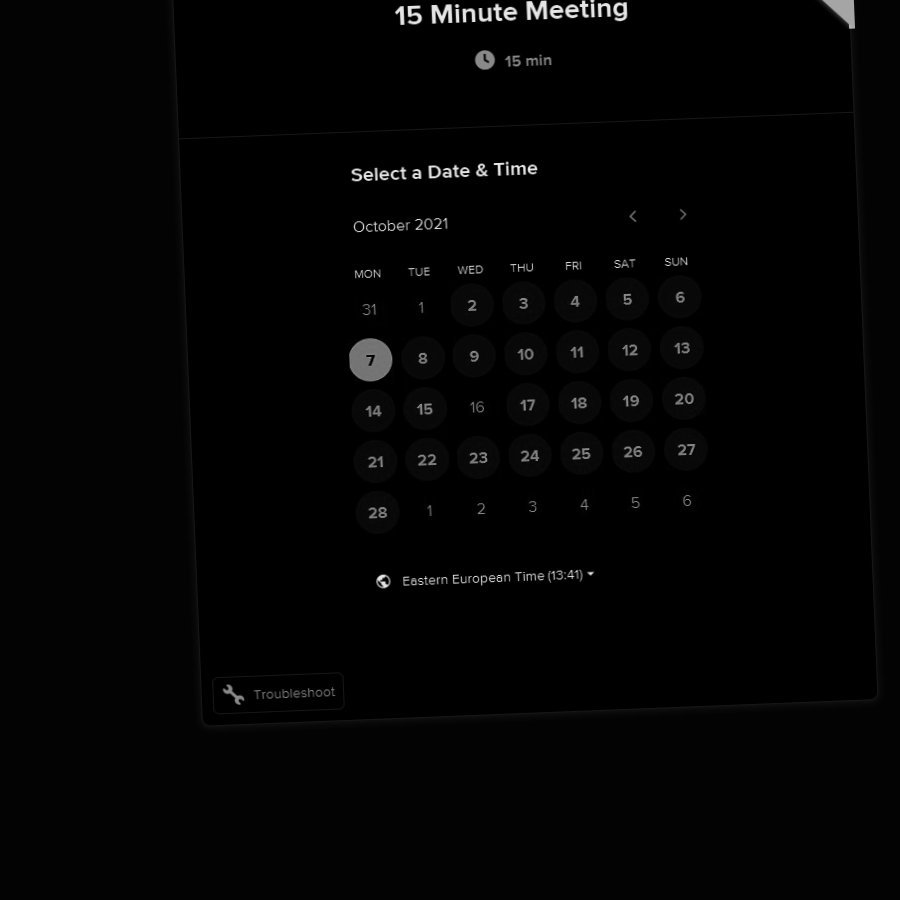 15 Minute Meeting
15 min
Select a Date & Time
October 2021
MON TUE WED THU FRI SAT SUN
31 1 2 3 4 5 6
7 8 9 10 11 12 13
14 15 16 17 18 19 20
21 22 23 24 25 26 27
28 1 2 3 4 5 6
Eastern European Time (13:41)
Troubleshoot